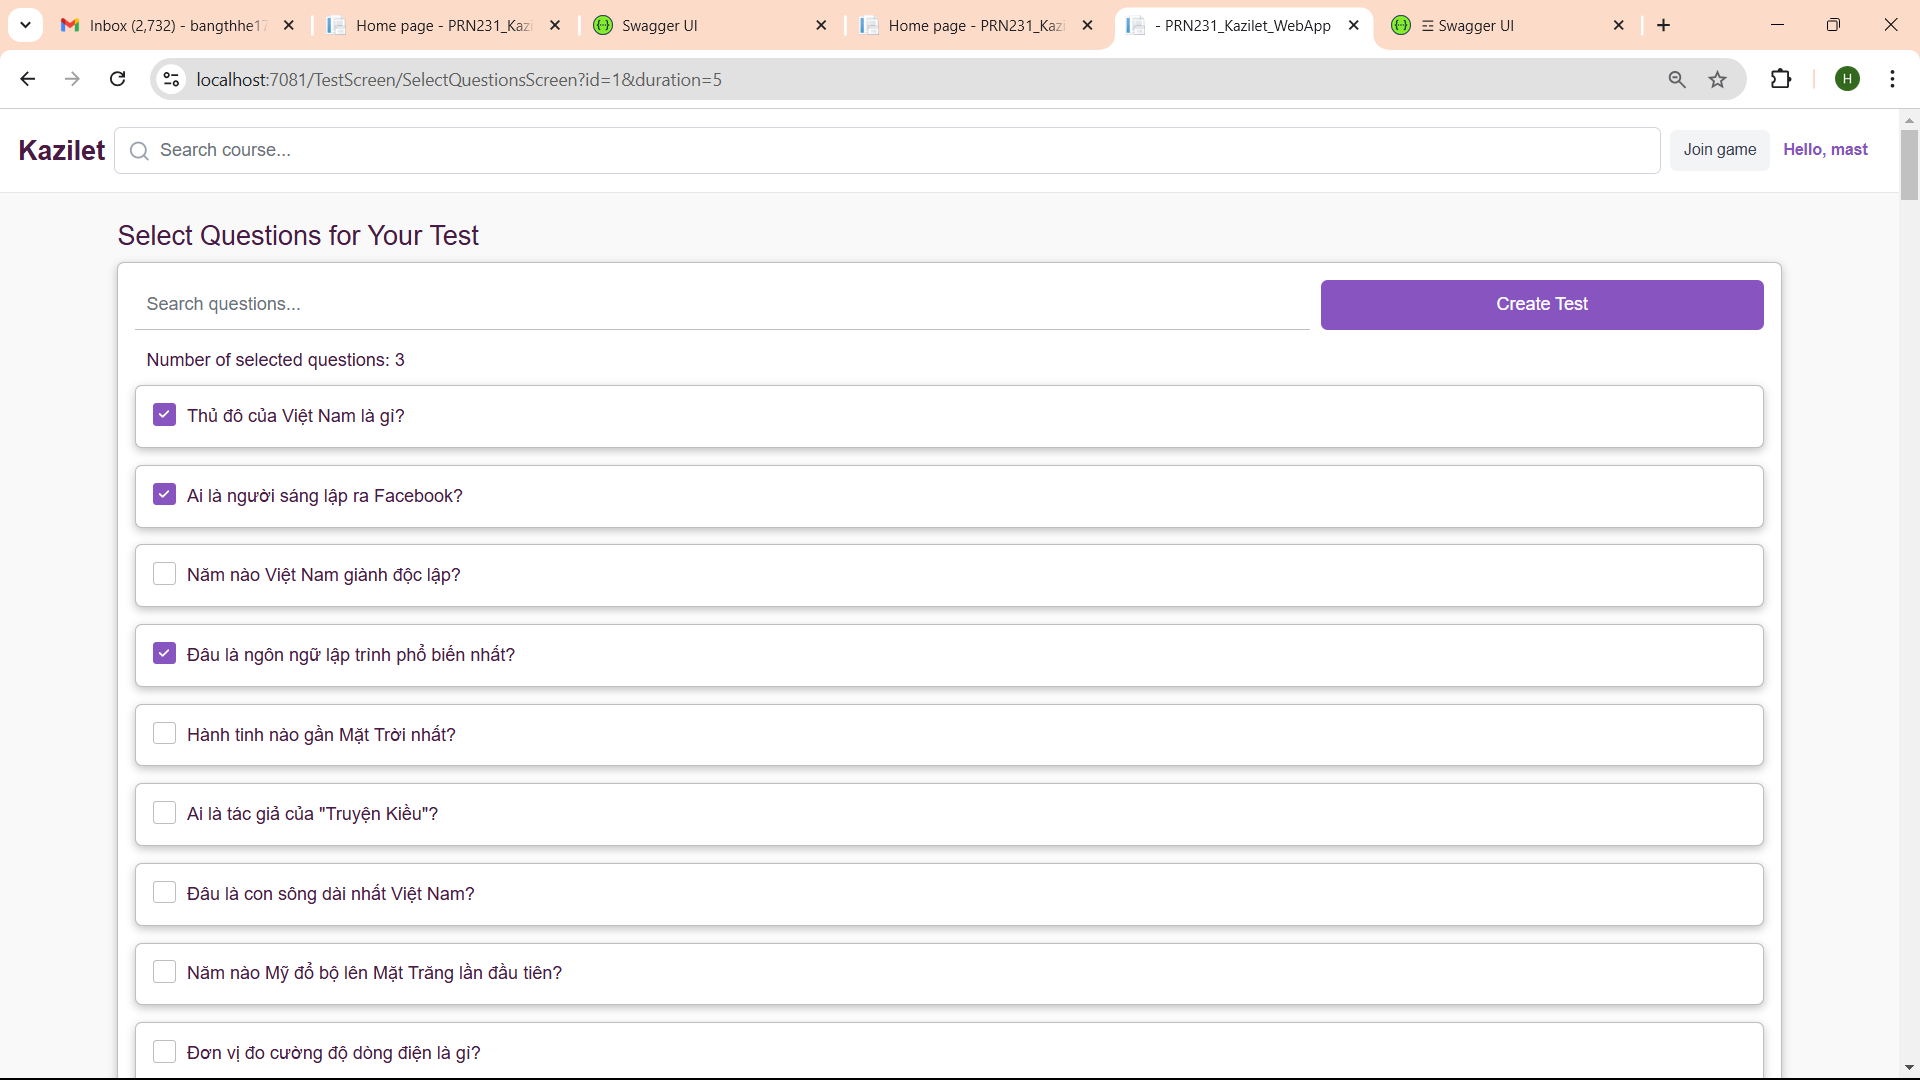 Inbox (2,732) - bangthhe17
Home page - PRN231_Kazi
Swagger UI
Home page - PRN231_Kazi
- PRN231_Kazilet_WebApp
Swagger UI
localhost:7081/TestScreen/SelectQuestionsScreen?id=1&duration=5
H
Kazilet
Search course...
Join game
Hello, mast
Select Questions for Your Test
Search questions...
Create Test
Number of selected questions: 3
Thủ đô của Việt Nam là gì?
Ai là người sáng lập ra Facebook?
Năm nào Việt Nam giành độc lập?
Đâu là ngôn ngữ lập trình phổ biến nhất?
Hành tinh nào gần Mặt Trời nhất?
Ai là tác giả của "Truyện Kiều"?
Đâu là con sông dài nhất Việt Nam?
Năm nào Mỹ đổ bộ lên Mặt Trăng lần đầu tiên?
Đơn vị đo cường độ dòng điện là gì?